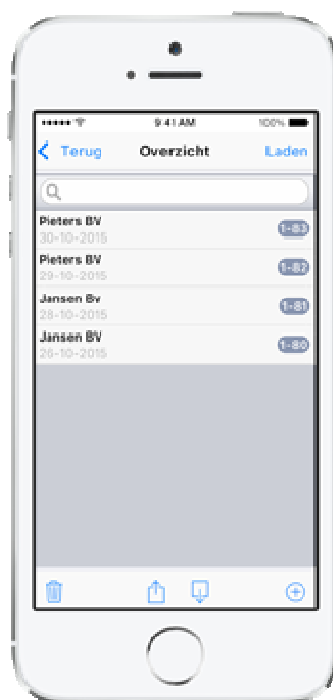 9:41 AM 100%
Terug Overzicht Laden
Pieters BV
30-10-2015 1-83
Pieters BV
29-10-2015 1-82
Jansen Bv
28-10-2015 1-81
Jansen BV
26-10-2015 1-80